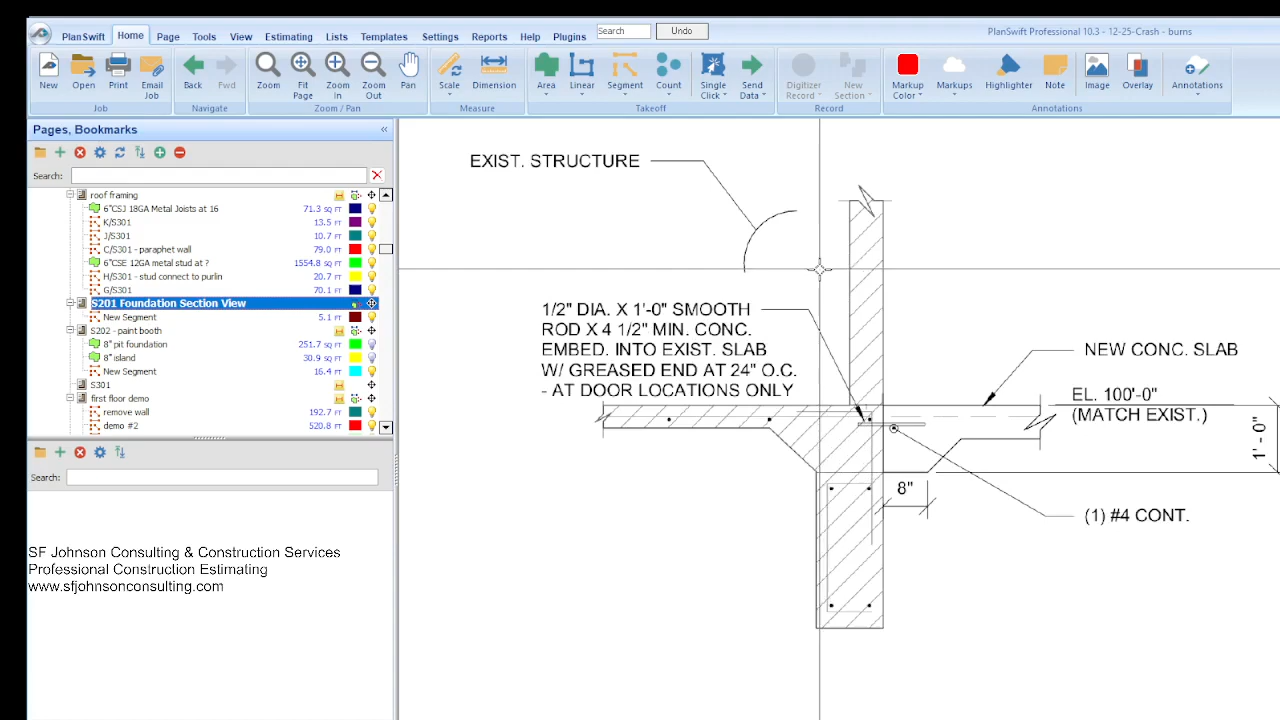 PlanSwift Home Page Tools View Estimating Lists Templates Settings Reports Help Plugins Search Undo
PlanSwift Professional 10.3 - 12-25-Crash - burns
New Open Print Email Job Back Fwd Zoom Fit Page Zoom In Zoom Out Pan Scale Dimension Area Linear Segment Count Single Click Send Data Digitizer Record New Section Markup Color Markups Highlighter Note Image Overlay Annotations
Job Navigate Zoom / Pan Measure Takeoff Record Annotations
Pages, Bookmarks
Search:
roof framing
6"CSJ 18GA Metal Joists at 16 71.3 SQ FT
K/S301 13.5 FT
J/S301 10.7 FT
C/S301 - paraphet wall 79.0 FT
6"CSE 12GA metal stud at ? 1554.8 SQ FT
H/S301 - stud connect to purlin 20.7 FT
G/S301 70.1 FT
S201 Foundation Section View
New Segment 5.1 FT
S202 - paint booth
8" pit foundation 251.7 SQ FT
8" island 30.9 SQ FT
New Segment 16.4 FT
S301
first floor demo
remove wall 192.7 FT
demo #2 520.8 FT
Search:
SF Johnson Consulting & Construction Services
Professional Construction Estimating
www.sfjohnsonconsulting.com
EXIST. STRUCTURE
1/2" DIA. X 1'-0" SMOOTH
ROD X 4 1/2" MIN. CONC.
EMBED. INTO EXIST. SLAB
W/ GREASED END AT 24" O.C.
- AT DOOR LOCATIONS ONLY
NEW CONC. SLAB
EL. 100'-0"
(MATCH EXIST.)
1' - 0"
8"
(1) #4 CONT.